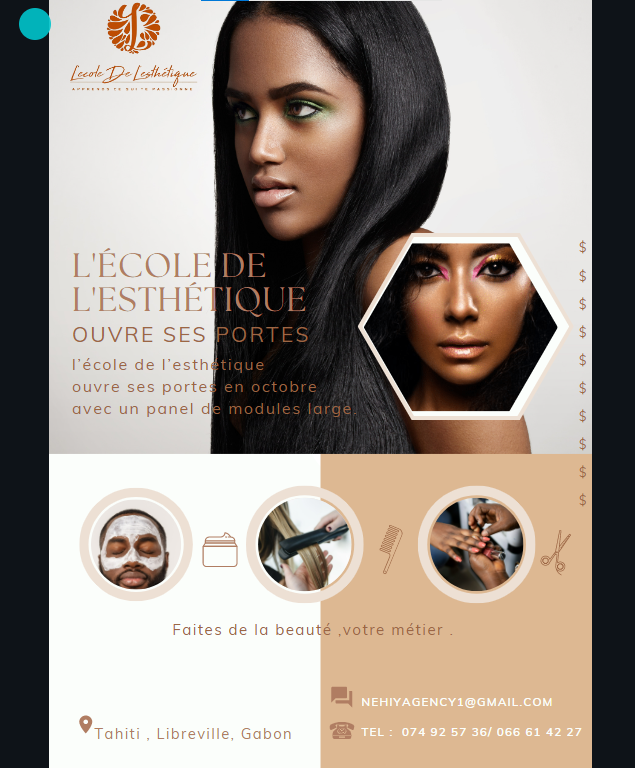 Lecole De Lesthétique
L'ÉCOLE DE
L'ESTHÉTIQUE
OUVRE SES PORTES
l'école de l'esthétique
ouvre ses portes en octobre
avec un panel de modules large.
$
$
$
$
$
$
$
$
$
$
Faites de la beauté ,votre métier .
NEHIYAGENCY1@GMAIL.COM
Tahiti , Libreville, Gabon
TEL : 074 92 57 36/ 066 61 42 27